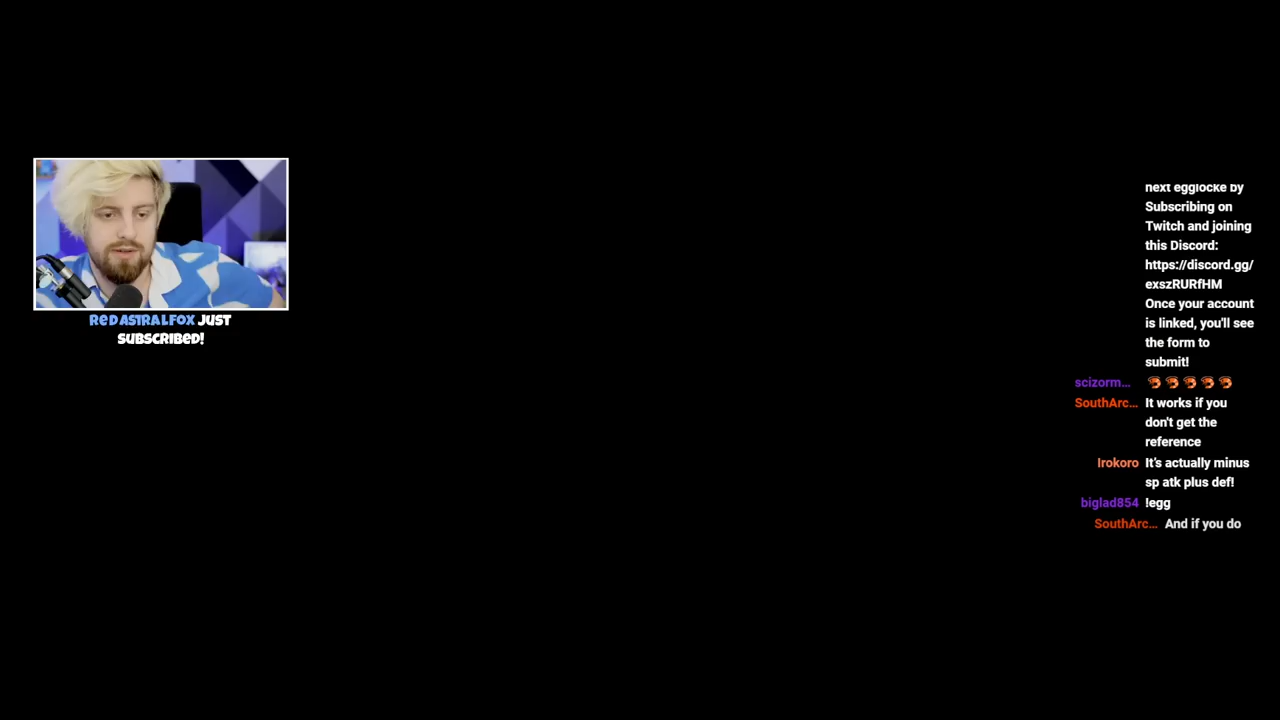 RedAstralFox just
subscribed!
next egglocke by
Subscribing on
Twitch and joining
this Discord:
https://discord.gg/
exszRURfHM
Once your account
is linked, you'll see
the form to
submit!
scizorm...
SouthArc... It works if you
don't get the
reference
Irokoro It's actually minus
sp atk plus def!
biglad854 !egg
SouthArc... And if you do